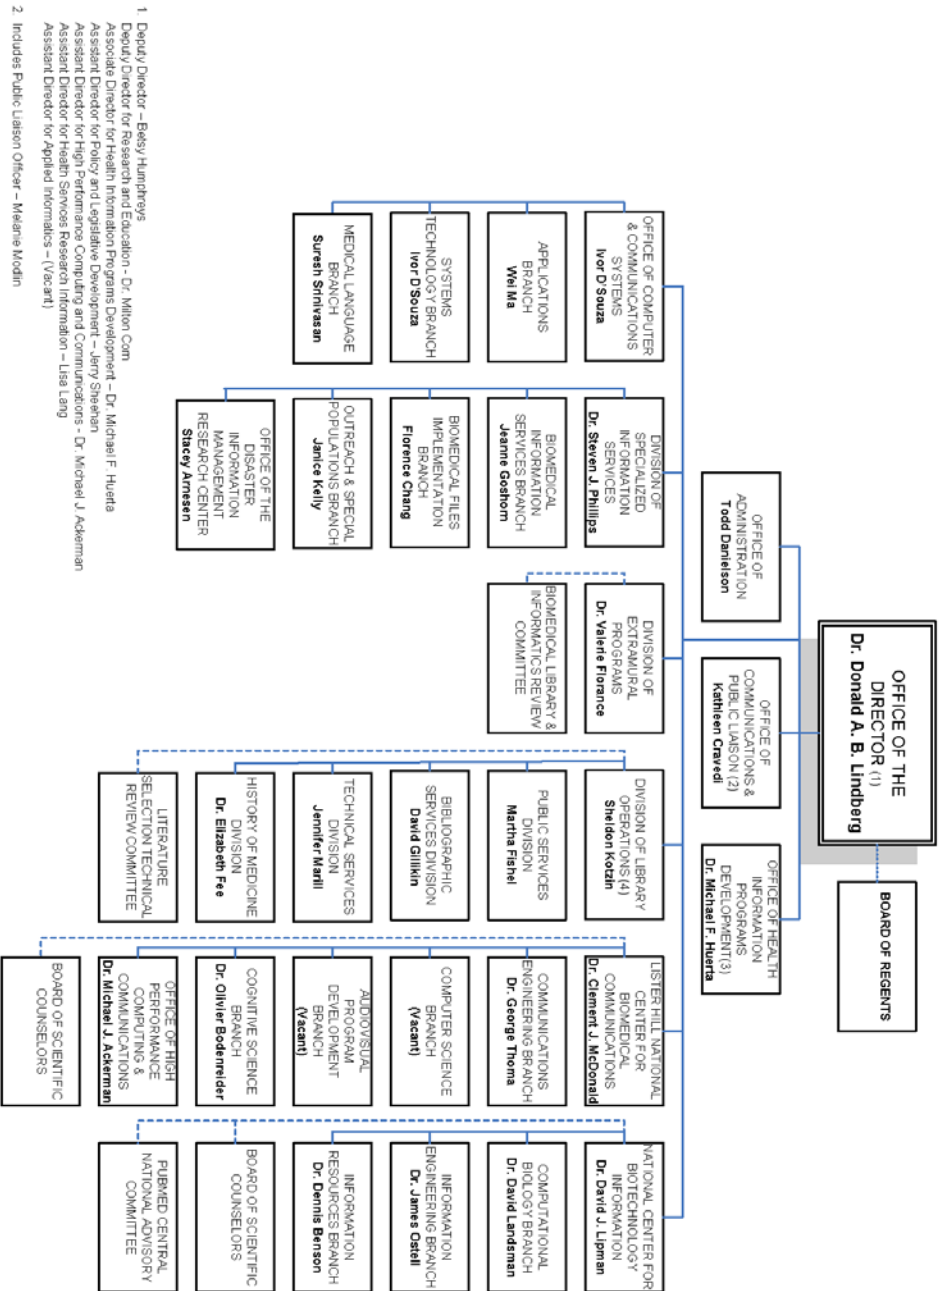 OFFICE OF THE
DIRECTOR (1)
Dr. Donald A. B. Lindberg
BOARD OF REGENTS
OFFICE OF
ADMINISTRATION
Todd Danielson
OFFICE OF
COMMUNICATIONS &
PUBLIC LIAISON (2)
Kathleen Cravedi
OFFICE OF HEALTH
INFORMATION
PROGRAMS
DEVELOPMENT(3)
Dr. Michael F. Huerta
OFFICE OF COMPUTER
& COMMUNICATIONS
SYSTEMS
Ivor D'Souza
APPLICATIONS
BRANCH
Wei Ma
SYSTEMS
TECHNOLOGY BRANCH
Ivor D'Souza
MEDICAL LANGUAGE
BRANCH
Suresh Srinivasan
DIVISION OF
SPECIALIZED
INFORMATION
SERVICES
Dr. Steven J. Phillips
BIOMEDICAL
INFORMATION
SERVICES BRANCH
Jeanne Goshorn
BIOMEDICAL FILES
IMPLEMENTATION
BRANCH
Florence Chang
OUTREACH & SPECIAL
POPULATIONS BRANCH
Janice Kelly
OFFICE OF THE
DISASTER
INFORMATION
MANAGEMENT
RESEARCH CENTER
Stacey Arnesen
DIVISION OF
EXTRAMURAL
PROGRAMS
Dr. Valerie Florance
BIOMEDICAL LIBRARY &
INFORMATICS REVIEW
COMMITTEE
DIVISION OF LIBRARY
OPERATIONS (4)
Sheldon Kotzin
PUBLIC SERVICES
DIVISION
Martha Fishel
BIBLIOGRAPHIC
SERVICES DIVISION
David Gillikin
TECHNICAL SERVICES
DIVISION
Jennifer Marill
HISTORY OF MEDICINE
DIVISION
Dr. Elizabeth Fee
LITERATURE
SELECTION TECHNICAL
REVIEW COMMITTEE
LISTER HILL NATIONAL
CENTER FOR
BIOMEDICAL
COMMUNICATIONS
Dr. Clement J. McDonald
COMMUNICATIONS
ENGINEERING BRANCH
Dr. George Thoma
COMPUTER SCIENCE
BRANCH
(Vacant)
AUDIOVISUAL
PROGRAM
DEVELOPMENT
BRANCH
(Vacant)
COGNITIVE SCIENCE
BRANCH
Dr. Olivier Bodenreider
OFFICE OF HIGH
PERFORMANCE
COMPUTING &
COMMUNICATIONS
Dr. Michael J. Ackerman
BOARD OF SCIENTIFIC
COUNSELORS
NATIONAL CENTER FOR
BIOTECHNOLOGY
INFORMATION
Dr. David J. Lipman
COMPUTATIONAL
BIOLOGY BRANCH
Dr. David Landsman
INFORMATION
ENGINEERING BRANCH
Dr. James Ostell
INFORMATION
RESOURCES BRANCH
Dr. Dennis Benson
BOARD OF SCIENTIFIC
COUNSELORS
PUBMED CENTRAL
NATIONAL ADVISORY
COMMITTEE
1. Deputy Director – Betsy Humphreys
Deputy Director for Research and Education - Dr. Milton Corn
Associate Director for Health Information Programs Development – Dr. Michael F. Huerta
Assistant Director for Policy and Legislative Development – Jerry Sheehan
Assistant Director for High Performance Computing and Communications - Dr. Michael J. Ackerman
Assistant Director for Health Services Research Information – Lisa Lang
Assistant Director for Applied Informatics – (Vacant)
2. Includes Public Liaison Officer – Melanie Modlin